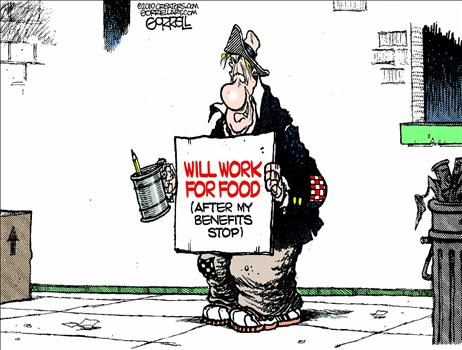 ©2010 CREATORS.COM
GORRELLART.COM
GORRELL
WILL WORK
FOR FOOD
(AFTER MY
BENEFITS
STOP)